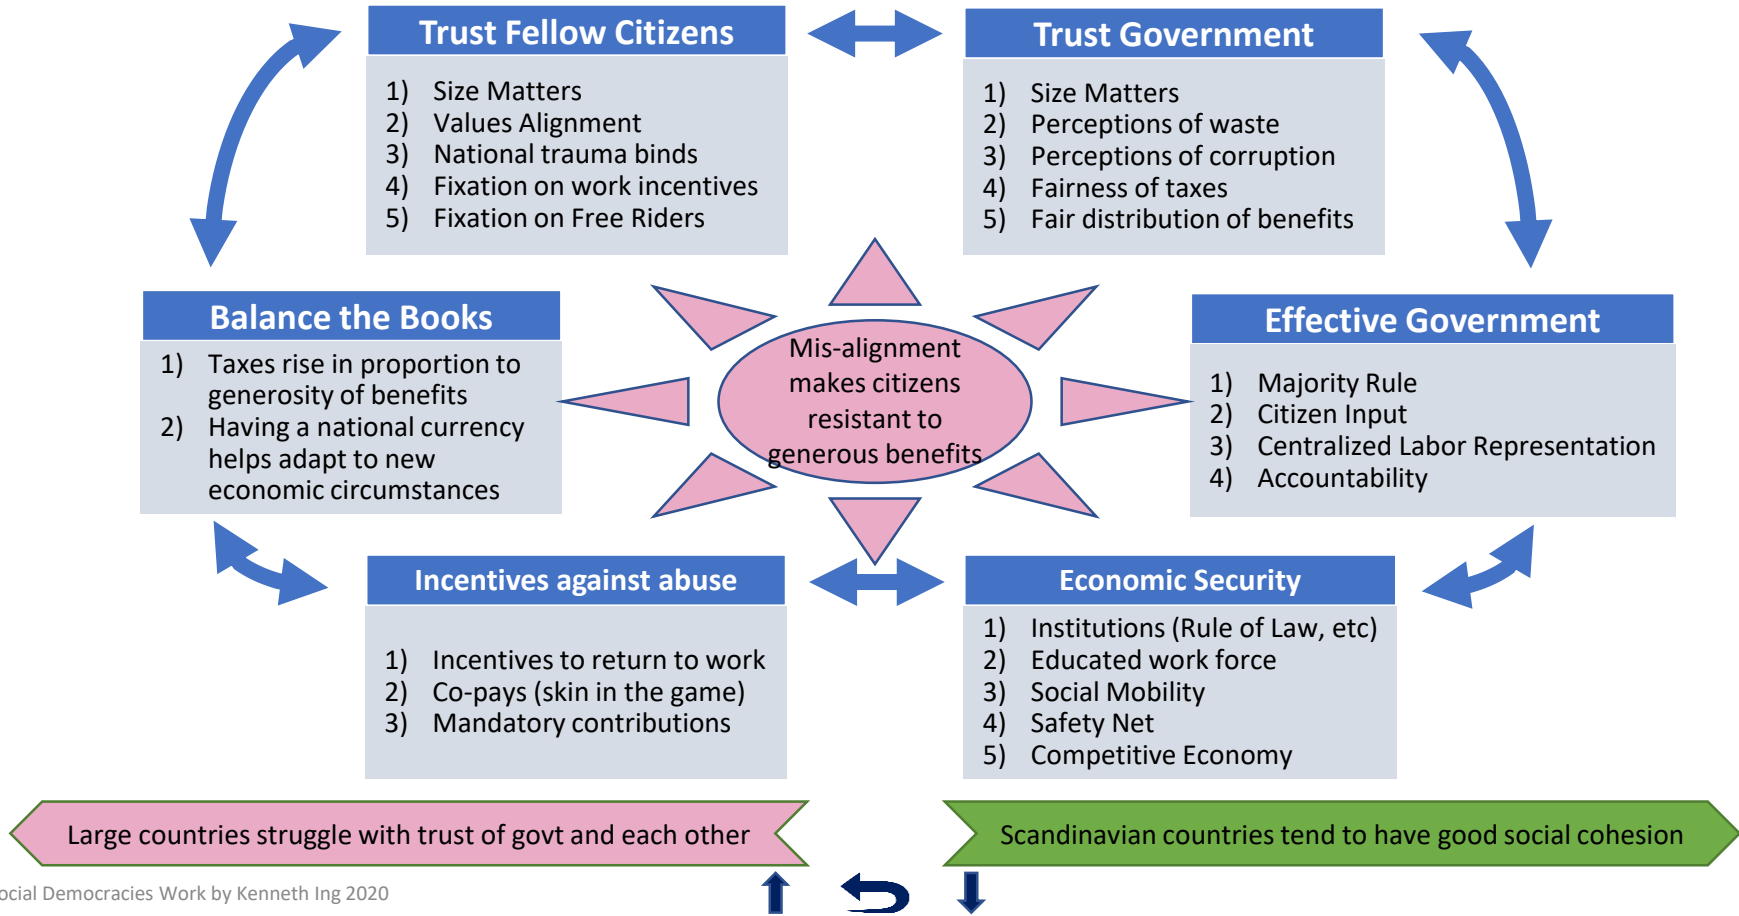 Trust Fellow Citizens
1) Size Matters
2) Values Alignment
3) National trauma binds
4) Fixation on work incentives
5) Fixation on Free Riders
Trust Government
1) Size Matters
2) Perceptions of waste
3) Perceptions of corruption
4) Fairness of taxes
5) Fair distribution of benefits
Balance the Books
1) Taxes rise in proportion to
generosity of benefits
2) Having a national currency
helps adapt to new
economic circumstances
Mis-alignment
makes citizens
resistant to
generous benefits
Effective Government
1) Majority Rule
2) Citizen Input
3) Centralized Labor Representation
4) Accountability
Incentives against abuse
1) Incentives to return to work
2) Co-pays (skin in the game)
3) Mandatory contributions
Economic Security
1) Institutions (Rule of Law, etc)
2) Educated work force
3) Social Mobility
4) Safety Net
5) Competitive Economy
Large countries struggle with trust of govt and each other
Scandinavian countries tend to have good social cohesion
ocial Democracies Work by Kenneth Ing 2020